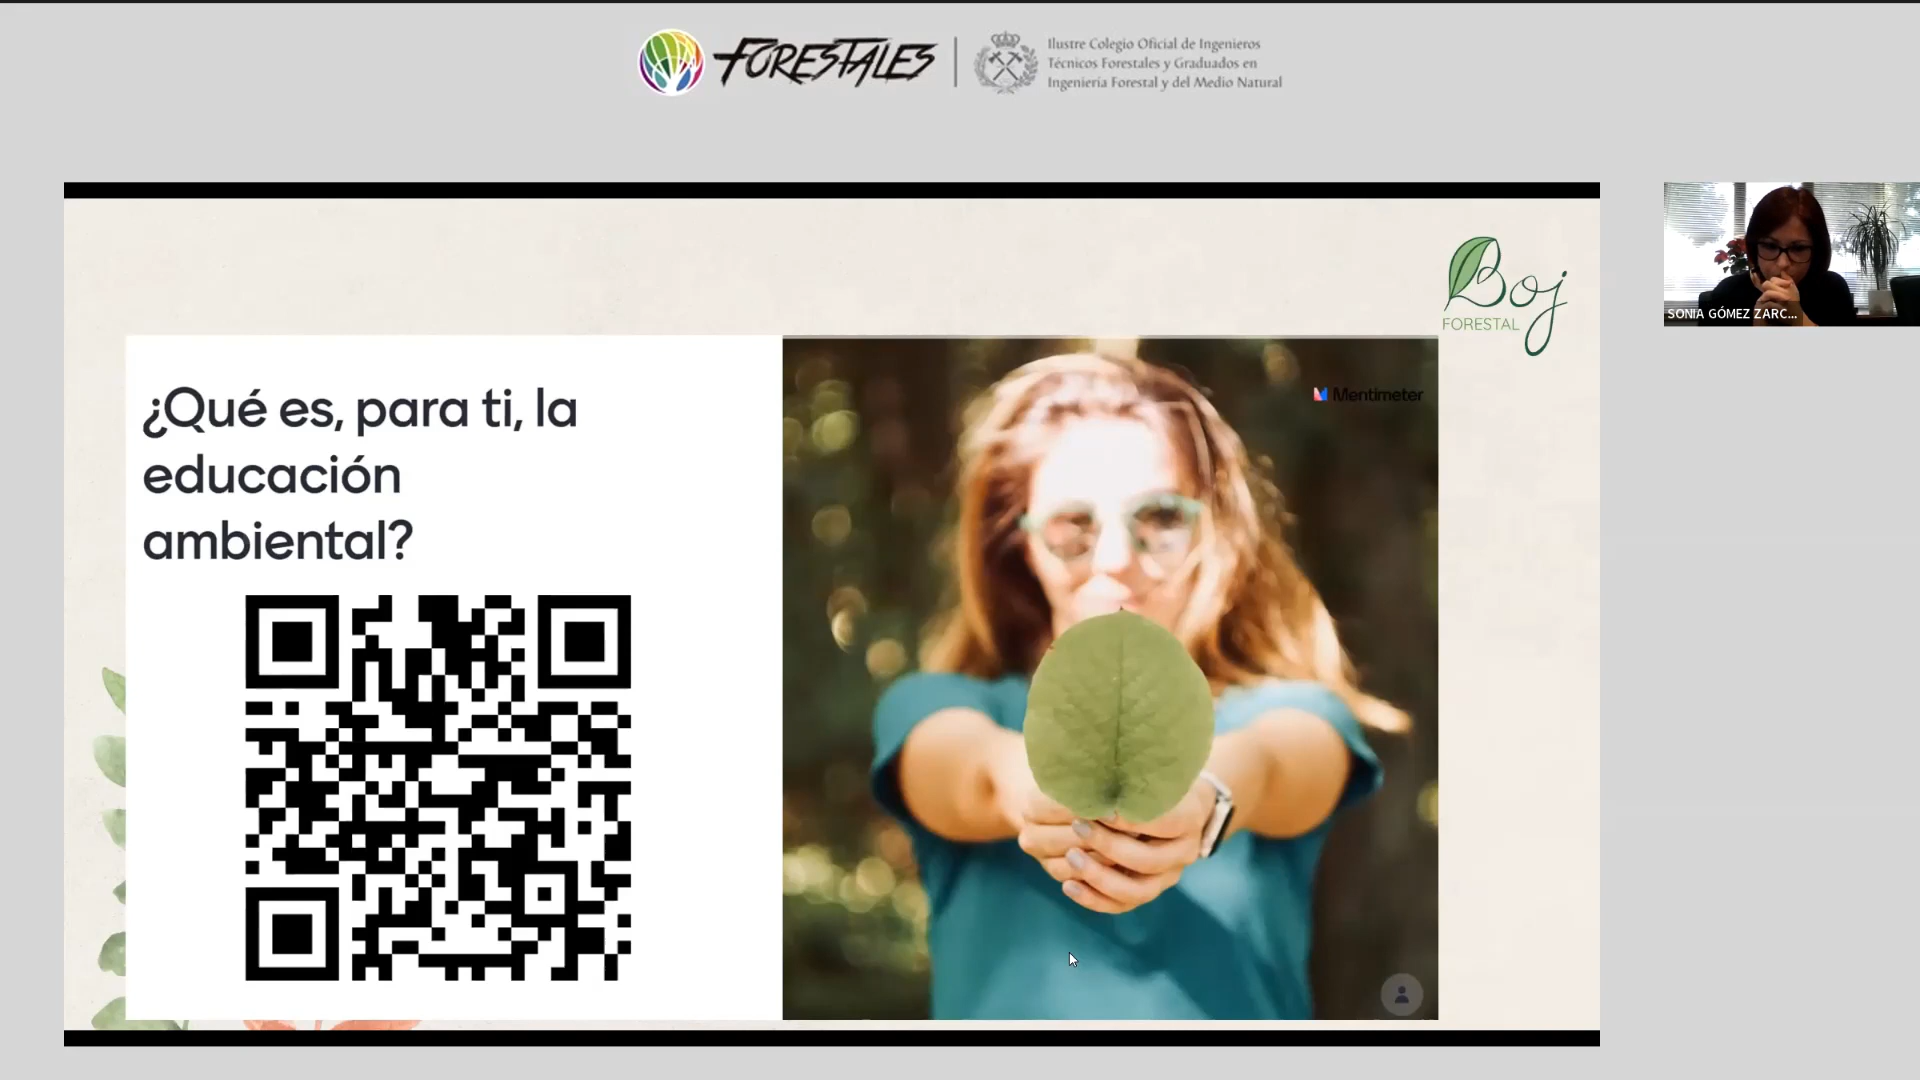 FORESTALES
Ilustre Colegio Oficial de Ingenieros
Técnicos Forestales y Graduados en
Ingeniería Forestal y del Medio Natural
Boj
FORESTAL
SONIA GÓMEZ ZARC...
¿Qué es, para ti, la
educación
ambiental?
Mentimeter